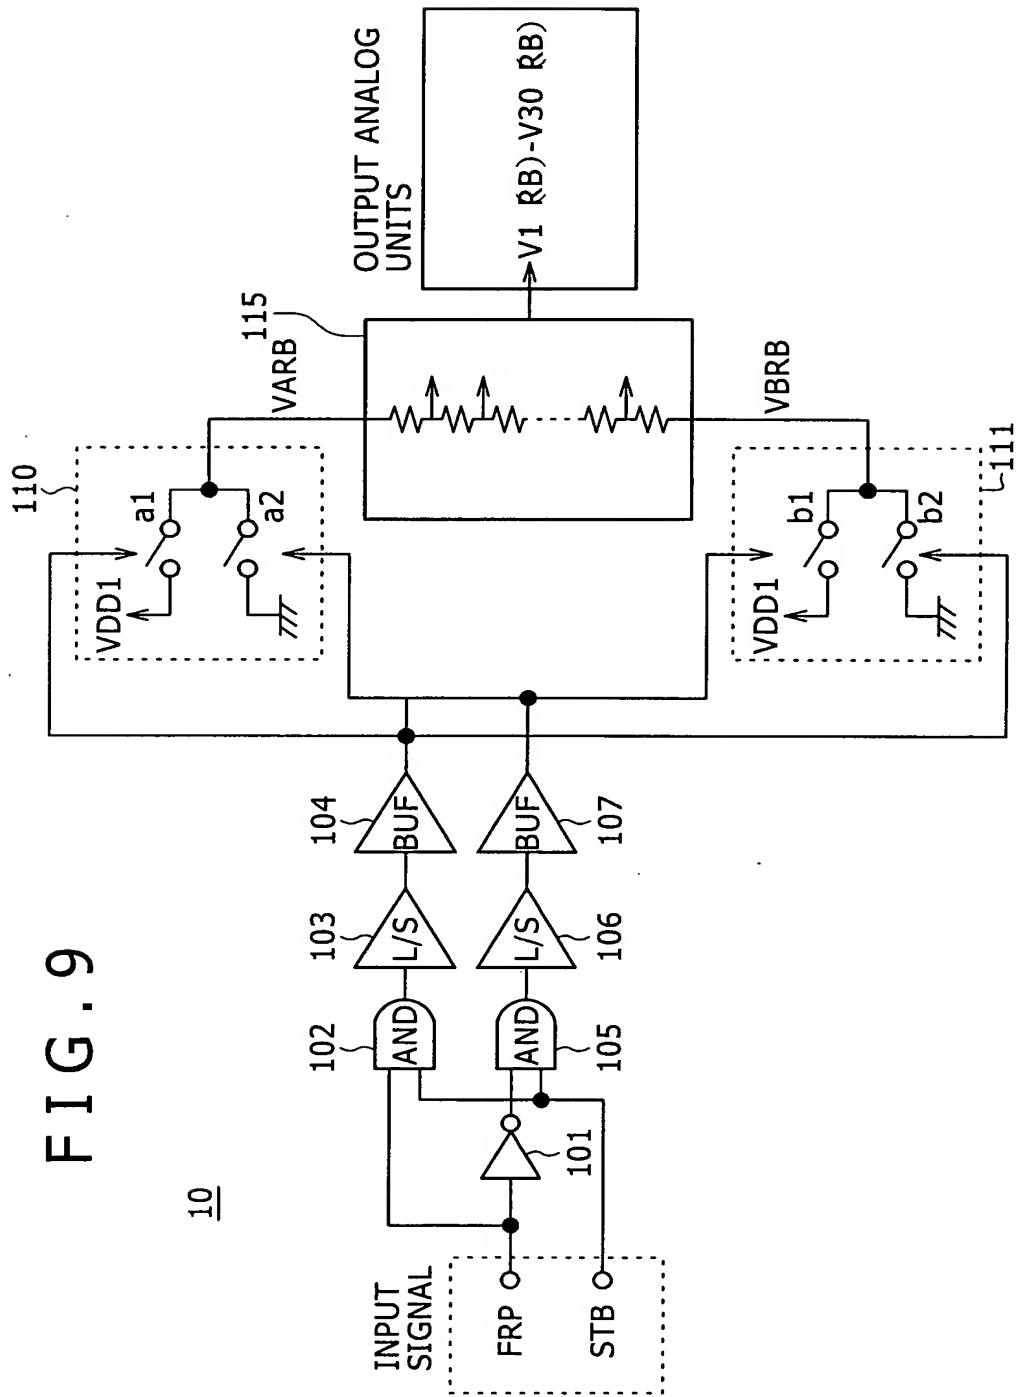 FIG.9
10
INPUT
SIGNAL
FRP
STB
101
102
AND
103
L/S
104
BUF
105
AND
106
L/S
107
BUF
110
VDD1
a1
a2
111
VDD1
b1
b2
VARB
115
VBRB
OUTPUT ANALOG
UNITS
V1 RB)-V30 RB)